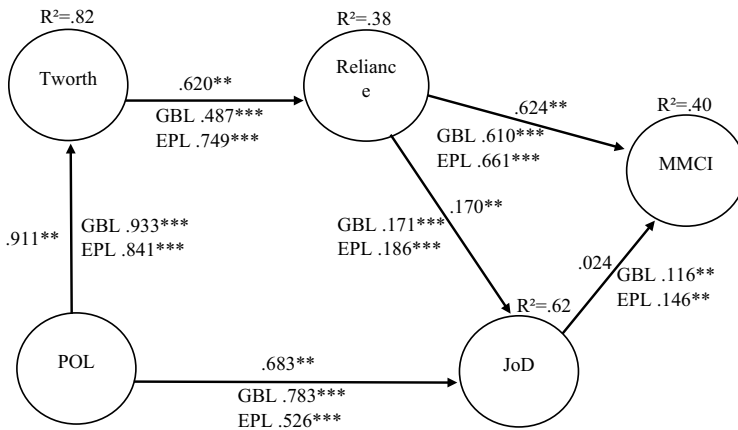 R²=.82
R²=.38
Tworth
.620**
GBL .487***
EPL .749***
Relianc
e
.624**
GBL .610***
EPL .661***
R²=.40
MMCI
.911**
GBL .933***
EPL .841***
GBL .171***
EPL .186***
.170**
.024
GBL .116**
EPL .146**
R²=.62
POL
.683**
GBL .783***
EPL .526***
JoD